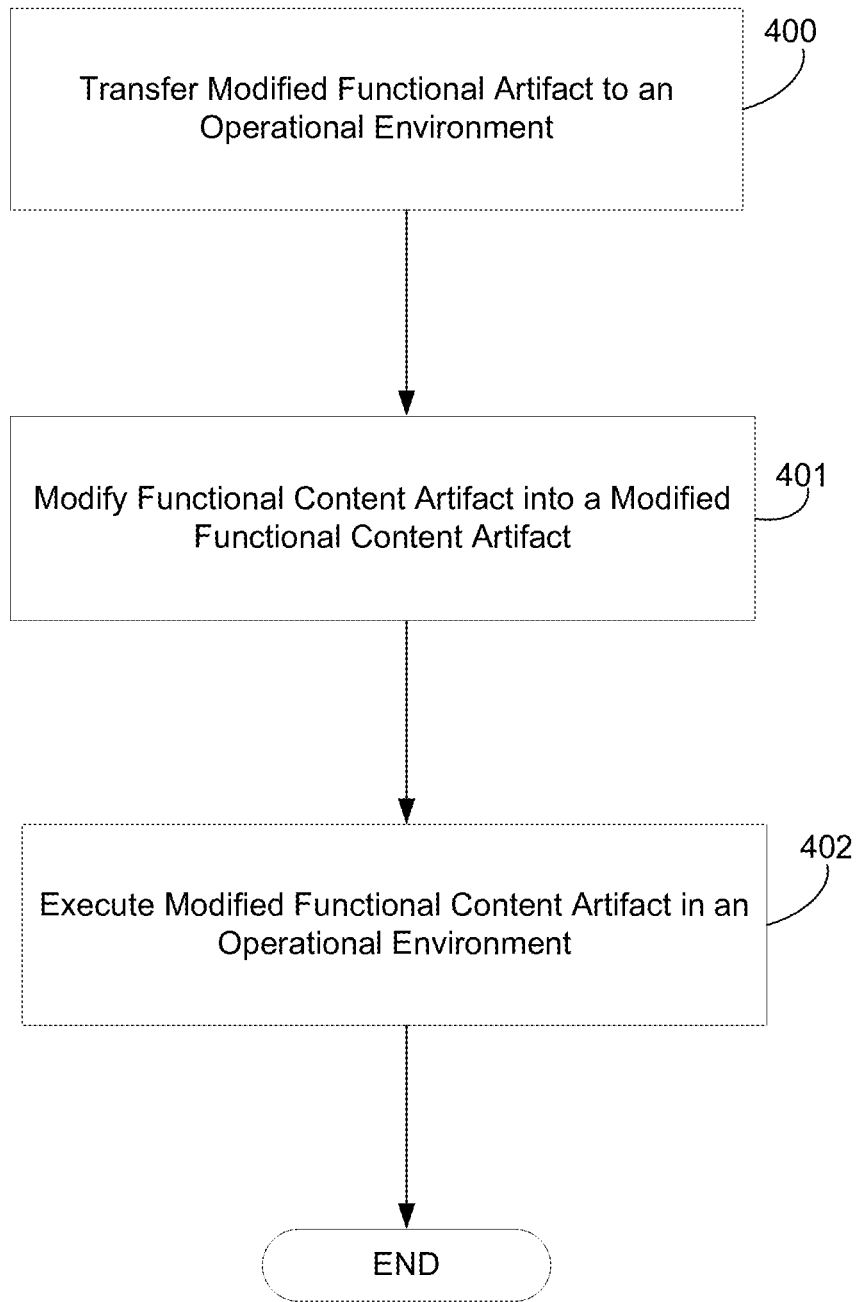 400
Transfer Modified Functional Artifact to an
Operational Environment
401
Modify Functional Content Artifact into a Modified
Functional Content Artifact
402
Execute Modified Functional Content Artifact in an
Operational Environment
END